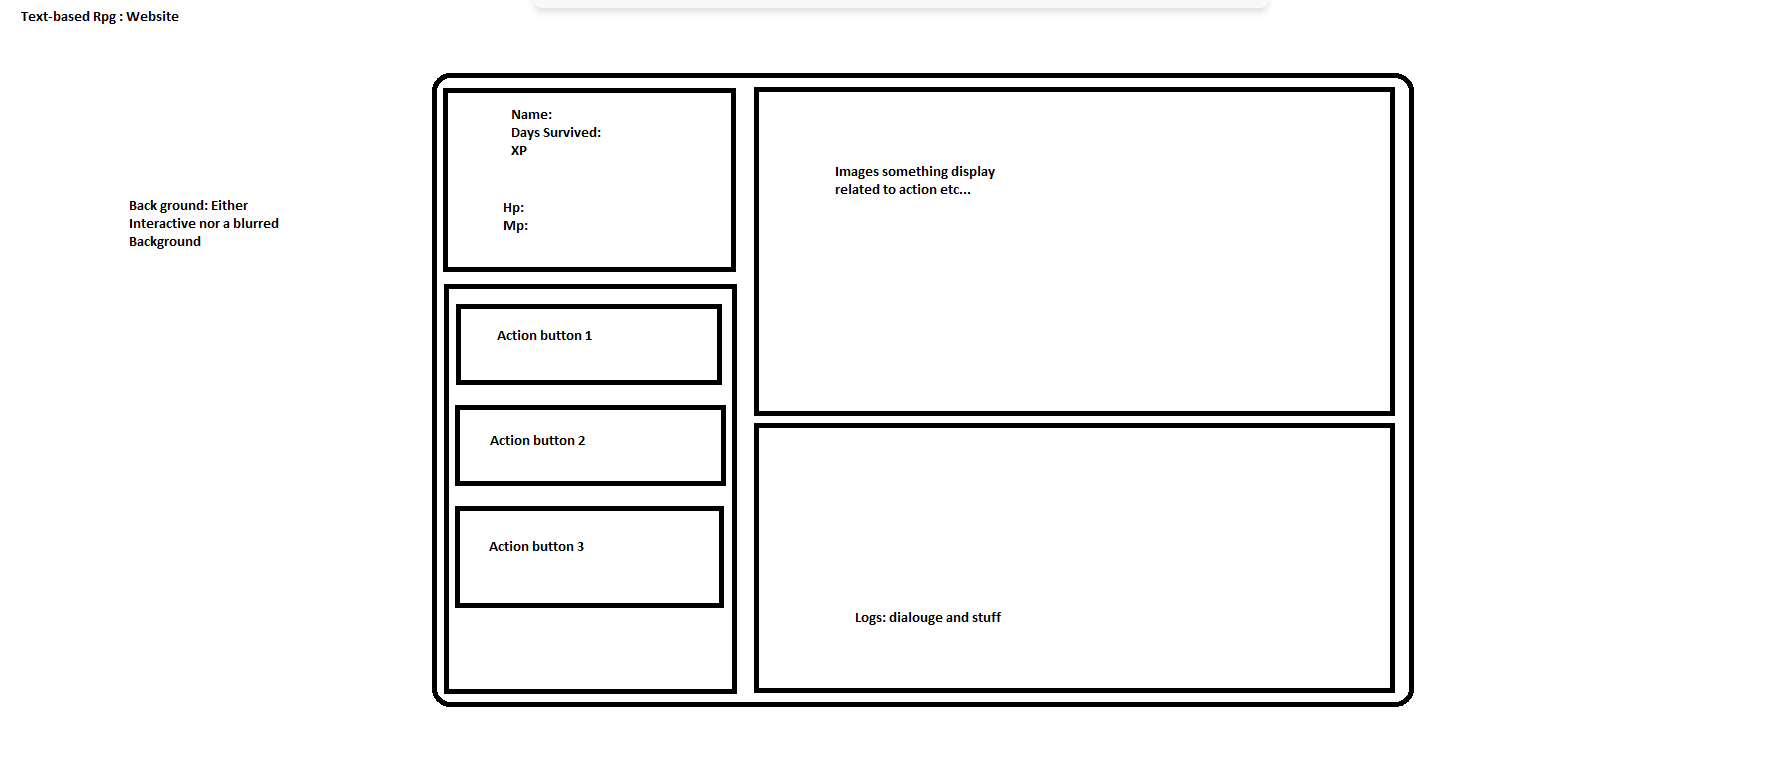 Text-based Rpg : Website
Back ground: Either
Interactive nor a blurred
Background
Name:
Days Survived:
XP
Hp:
Mp:
Action button 1
Action button 2
Action button 3
Images something display
related to action etc...
Logs: dialouge and stuff